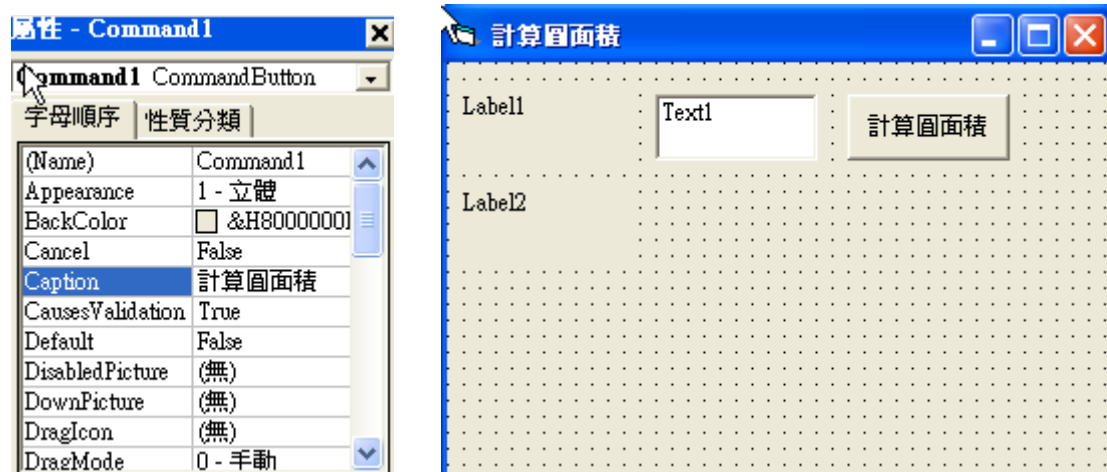 屬性 - Command1
Command1 CommandButton
字母順序 性質分類
(Name) Command1
Appearance 1 - 立體
BackColor &H8000000
Cancel False
Caption 計算圓面積
CausesValidation True
Default False
DisabledPicture (無)
DownPicture (無)
DragIcon (無)
DragMode 0 - 手動
計算圓面積
Label1 Text1 計算圓面積
Label2